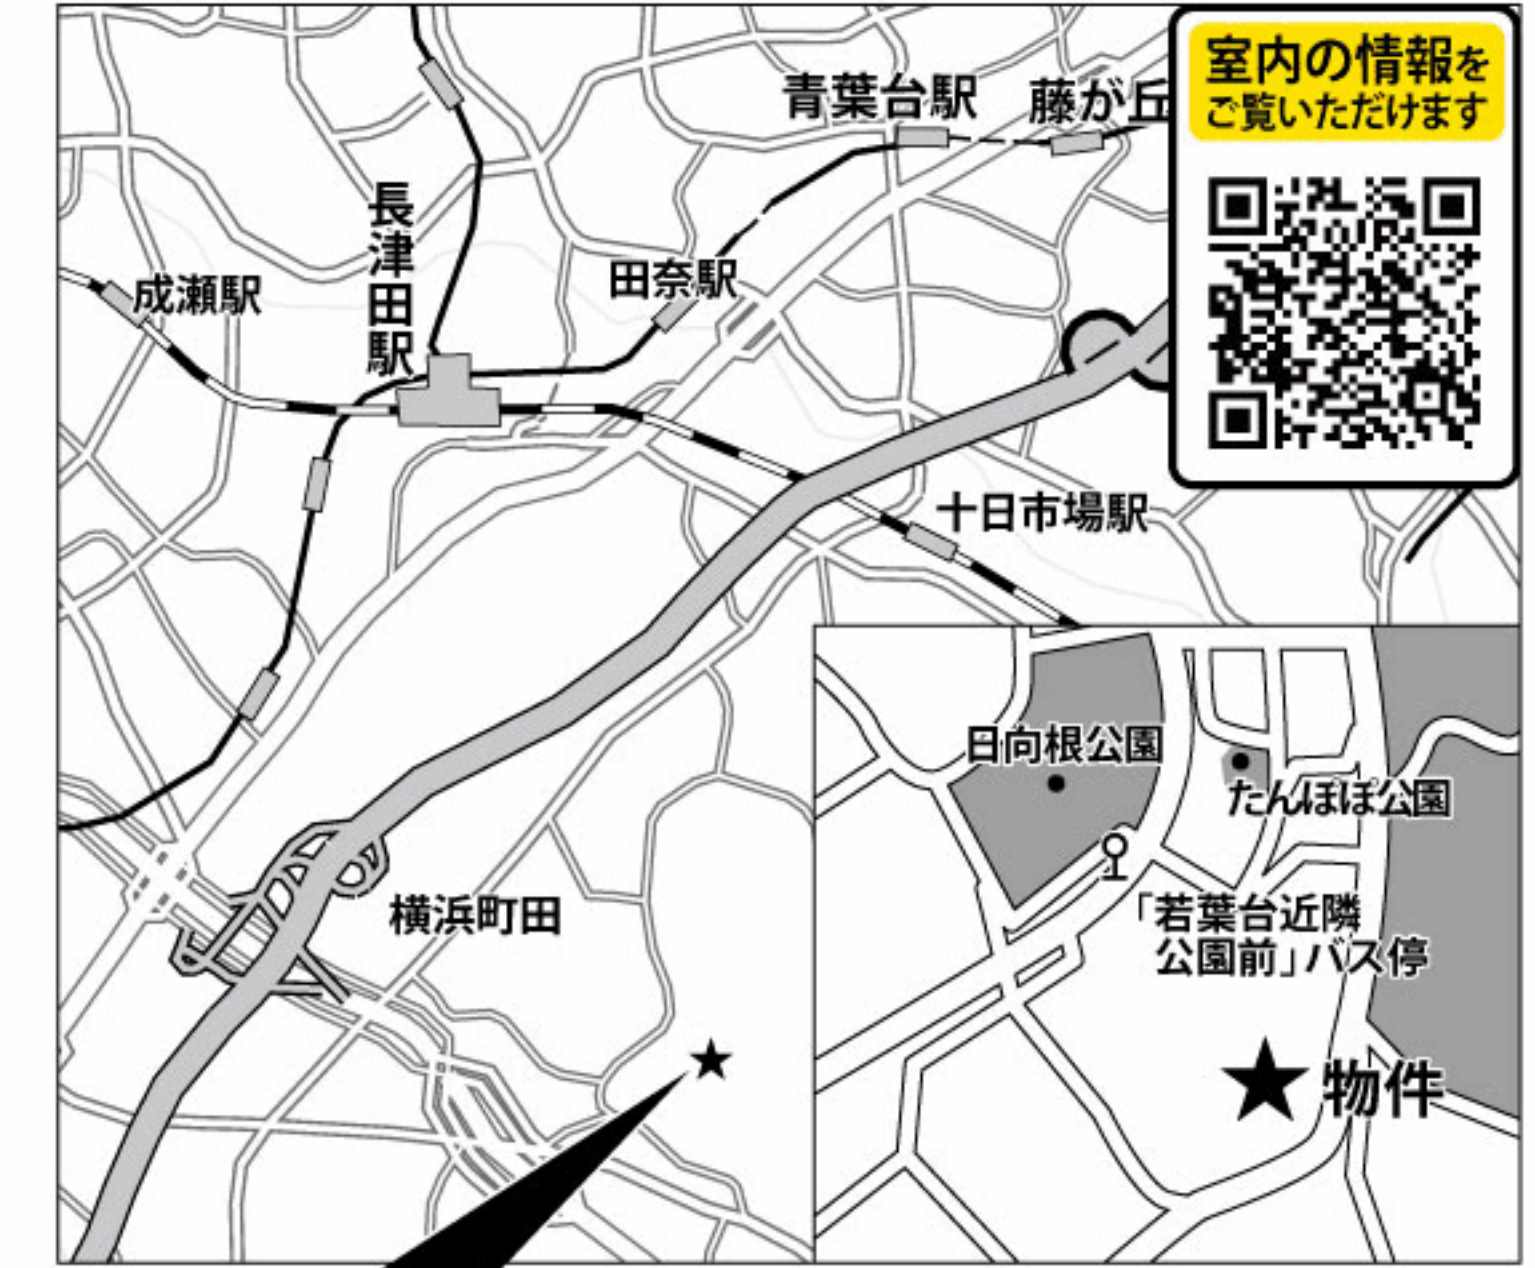 室内の情報を
ご覧いただけます
青葉台駅
藤が丘
長津田駅
成瀬駅
田奈駅
十日市場駅
横浜町田
日向根公園
たんぽぽ公園
「若葉台近隣
公園前」バス停
物件